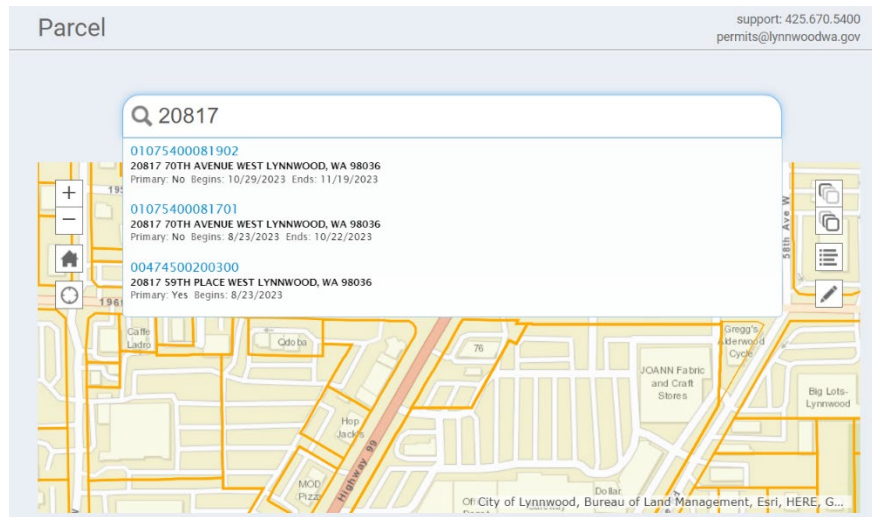 Parcel
support: 425.670.5400
permits@lynnwoodwa.gov
20817
01075400081902
20817 70TH AVENUE WEST LYNNWOOD, WA 98036
Primary: No Begins: 10/29/2023 Ends: 11/19/2023
01075400081701
20817 70TH AVENUE WEST LYNNWOOD, WA 98036
Primary: No Begins: 8/23/2023 Ends: 10/22/2023
00474500200300
20817 59TH PLACE WEST LYNNWOOD, WA 98036
Primary: Yes Begins: 8/23/2023
58th Ave W
Caffe
Ladro
Qdoba
76
Gregg's
Alderwood
Cycle
JOANN Fabric
and Craft
Stores
Big Lots-
Lynnwood
Hop
Jack's
Highway 99
MOD
Pizza
Dollar
City of Lynnwood, Bureau of Land Management, Esri, HERE, G...